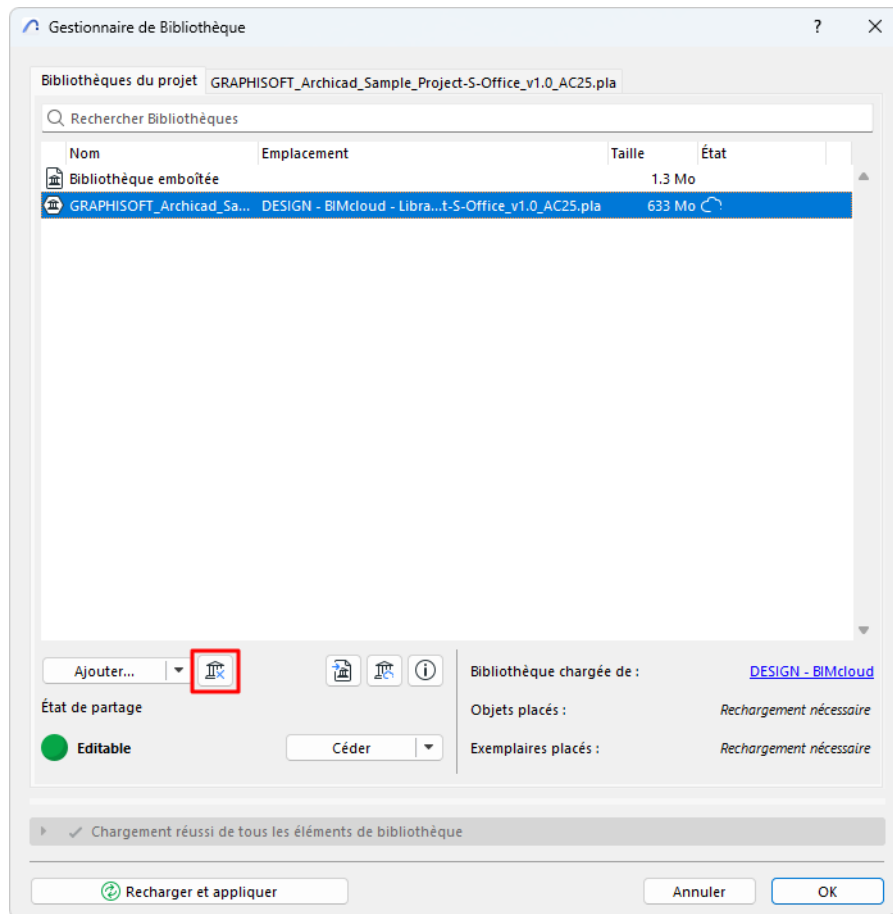 Gestionnaire de Bibliothèque
Bibliothèques du projet GRAPHISOFT_Archicad_Sample_Project-S-Office_v1.0_AC25.pla
Rechercher Bibliothèques
Nom Emplacement Taille État
Bibliothèque emboîtée 1.3 Mo
GRAPHISOFT_Archicad_Sa... DESIGN - BIMcloud - Libra...t-S-Office_v1.0_AC25.pla 633 Mo
Ajouter...
Bibliothèque chargée de : DESIGN - BIMcloud
État de partage
Objets placés : Rechargement nécessaire
Editable Céder
Exemplaires placés : Rechargement nécessaire
Chargement réussi de tous les éléments de bibliothèque
Recharger et appliquer Annuler OK